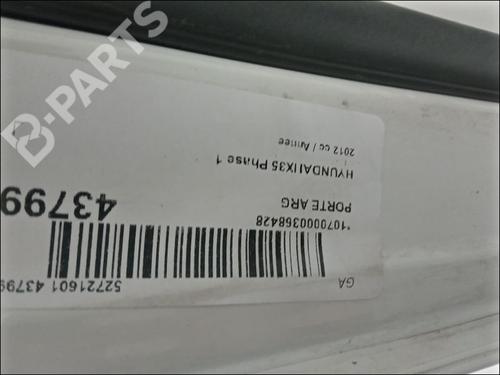 B-PARTS
GA
*1070000368428
PORTE ARG
43799
HYUNDAI IX35 Phase 1
2012 cc / Année
52721601 43799